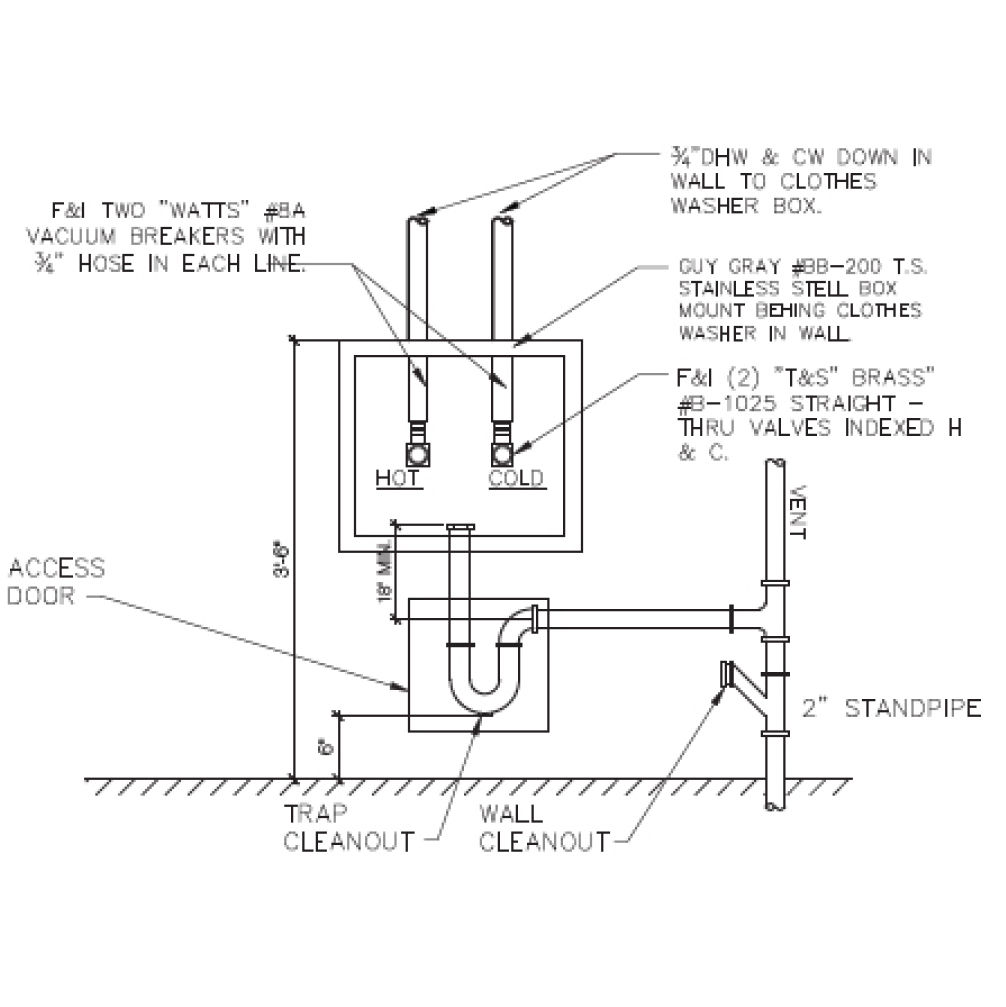 ¾"DHW & CW DOWN IN
WALL TO CLOTHES
WASHER BOX.
F&I TWO "WATTS" #8A
VACUUM BREAKERS WITH
¾" HOSE IN EACH LINE.
GUY GRAY #BB-200 T.S.
STAINLESS STELL BOX
MOUNT BEHING CLOTHES
WASHER IN WALL
F&I (2) "T&S" BRASS"
#B-1025 STRAIGHT -
THRU VALVES INDEXED H
& C.
HOT
COLD
VENT
3'-6"
18" MIN.
ACCESS
DOOR
2" STANDPIPE
6"
TRAP
CLEANOUT
WALL
CLEANOUT